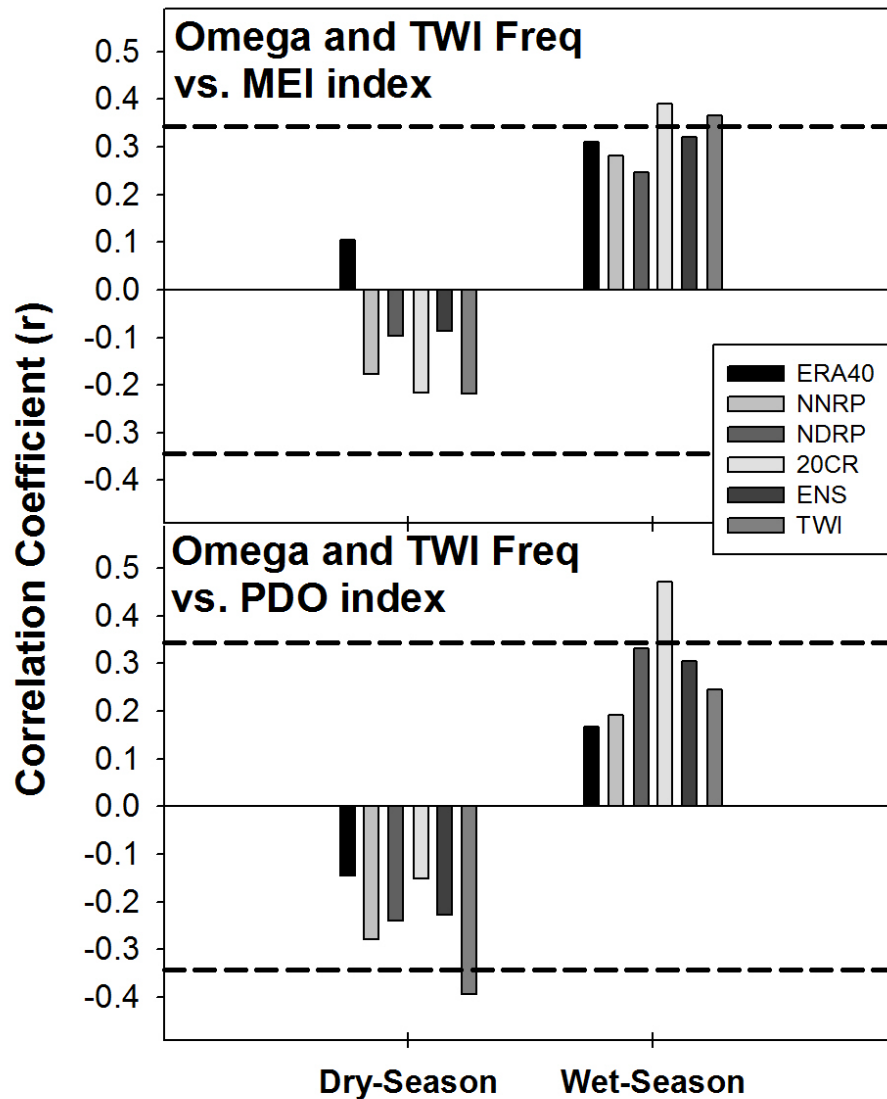 Omega and TWI Freq
vs. MEI index
0.5
0.4
0.3
0.2
0.1
0.0
-0.1
-0.2
-0.3
-0.4
ERA40
NNRP
NDRP
20CR
ENS
TWI
Correlation Coefficient (r)
Omega and TWI Freq
vs. PDO index
0.5
0.4
0.3
0.2
0.1
0.0
-0.1
-0.2
-0.3
-0.4
Dry-Season Wet-Season